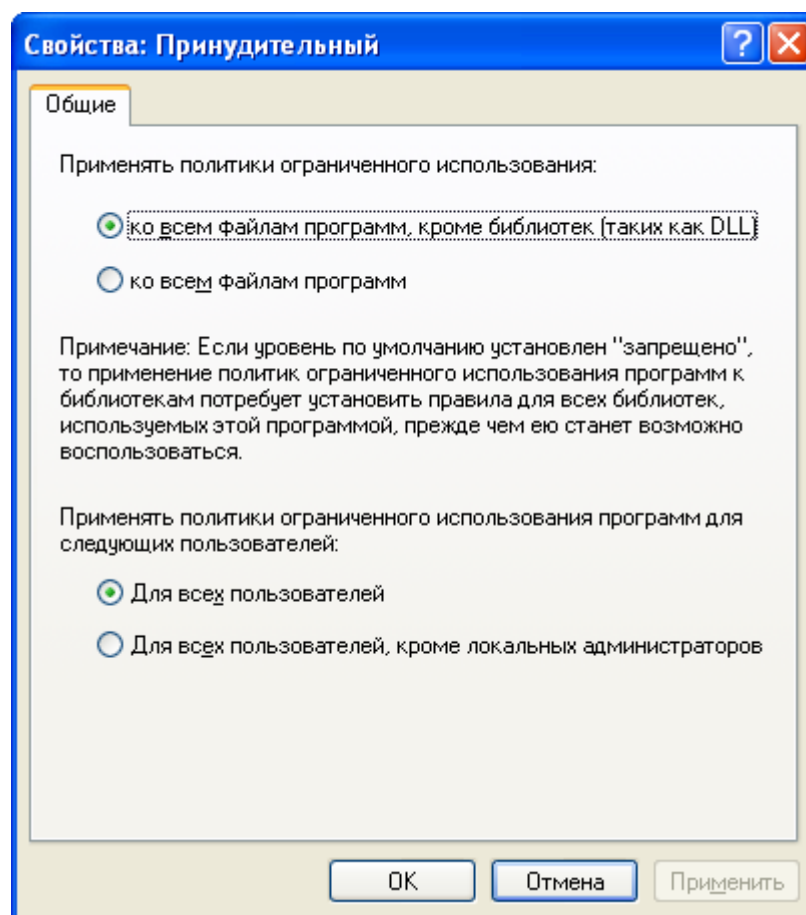 Свойства: Принудительный
Общие
Применять политики ограниченного использования:
ко всем файлам программ, кроме библиотек (таких как DLL)
ко всем файлам программ
Примечание: Если уровень по умолчанию установлен "запрещено",
то применение политик ограниченного использования программ к
библиотекам потребует установить правила для всех библиотек,
используемых этой программой, прежде чем ею станет возможно
воспользоваться.
Применять политики ограниченного использования программ для
следующих пользователей:
Для всех пользователей
Для всех пользователей, кроме локальных администраторов
OK
Отмена
Применить